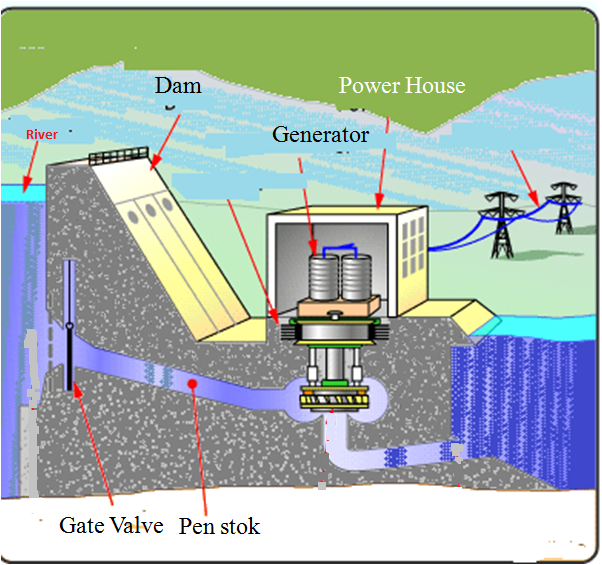 Dam
Power House
Generator
River
Gate Valve
Pen stok